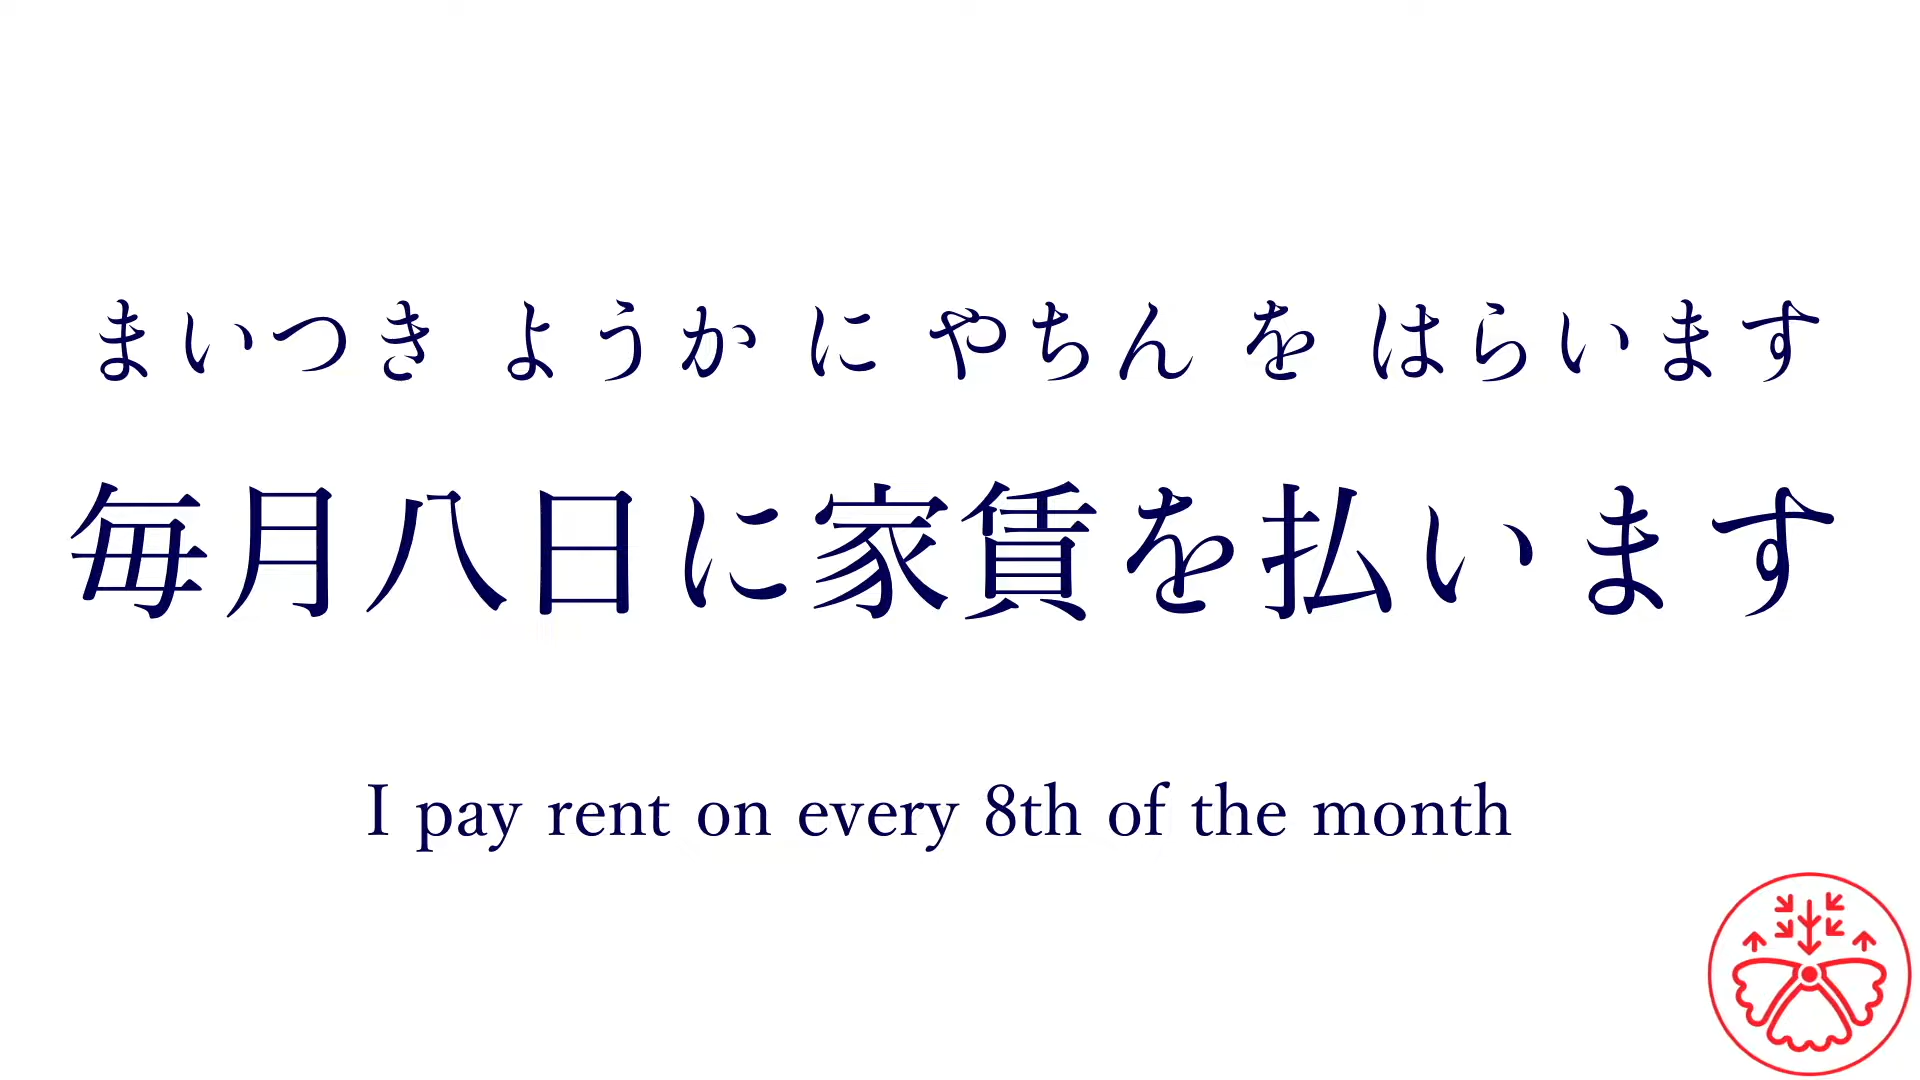 まいつき ようか に やちん を はらいます
毎月八日に家賃を払います
I pay rent on every 8th of the month